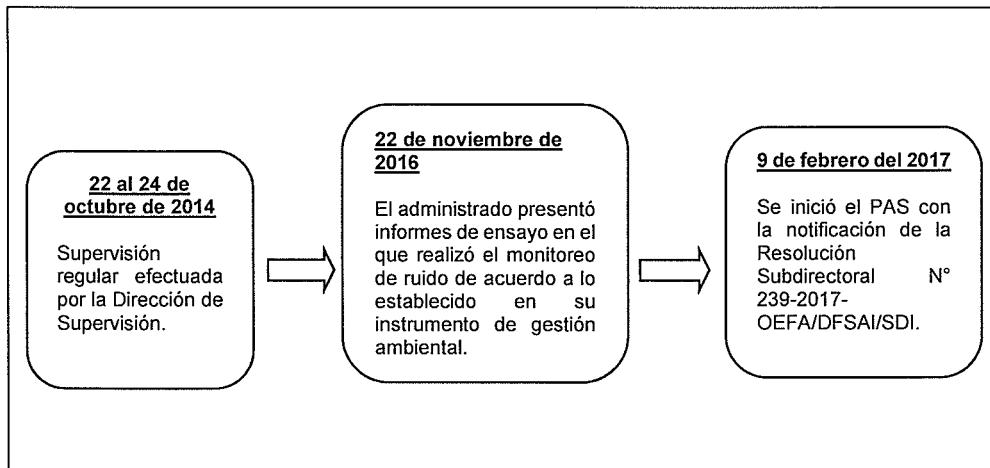 22 al 24 de
octubre de 2014
Supervisión
regular efectuada
por la Dirección de
Supervisión.
22 de noviembre de
2016
El administrado presentó
informes de ensayo en el
que realizó el monitoreo
de ruido de acuerdo a lo
establecido en su
instrumento de gestión
ambiental.
9 de febrero del 2017
Se inició el PAS con
la notificación de la
Resolución
Subdirectoral N°
239-2017-
OEFA/DFSAI/SDI.